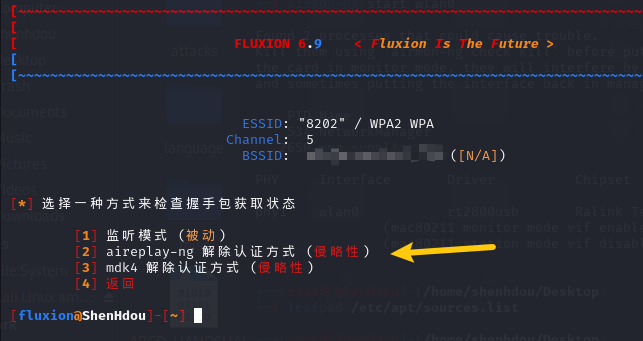 FLUXION 6.9 < Fluxion Is The Future >
ESSID: "8202" / WPA2 WPA
Channel: 5
BSSID: ([N/A])
[*] 选择一种方式来检查握手包获取状态
[1] 监听模式 (被动)
[2] aireplay-ng 解除认证方式 (侵略性)
[3] mdk4 解除认证方式 (侵略性)
[4] 返回
[fluxion@ShenHdou]-[~]